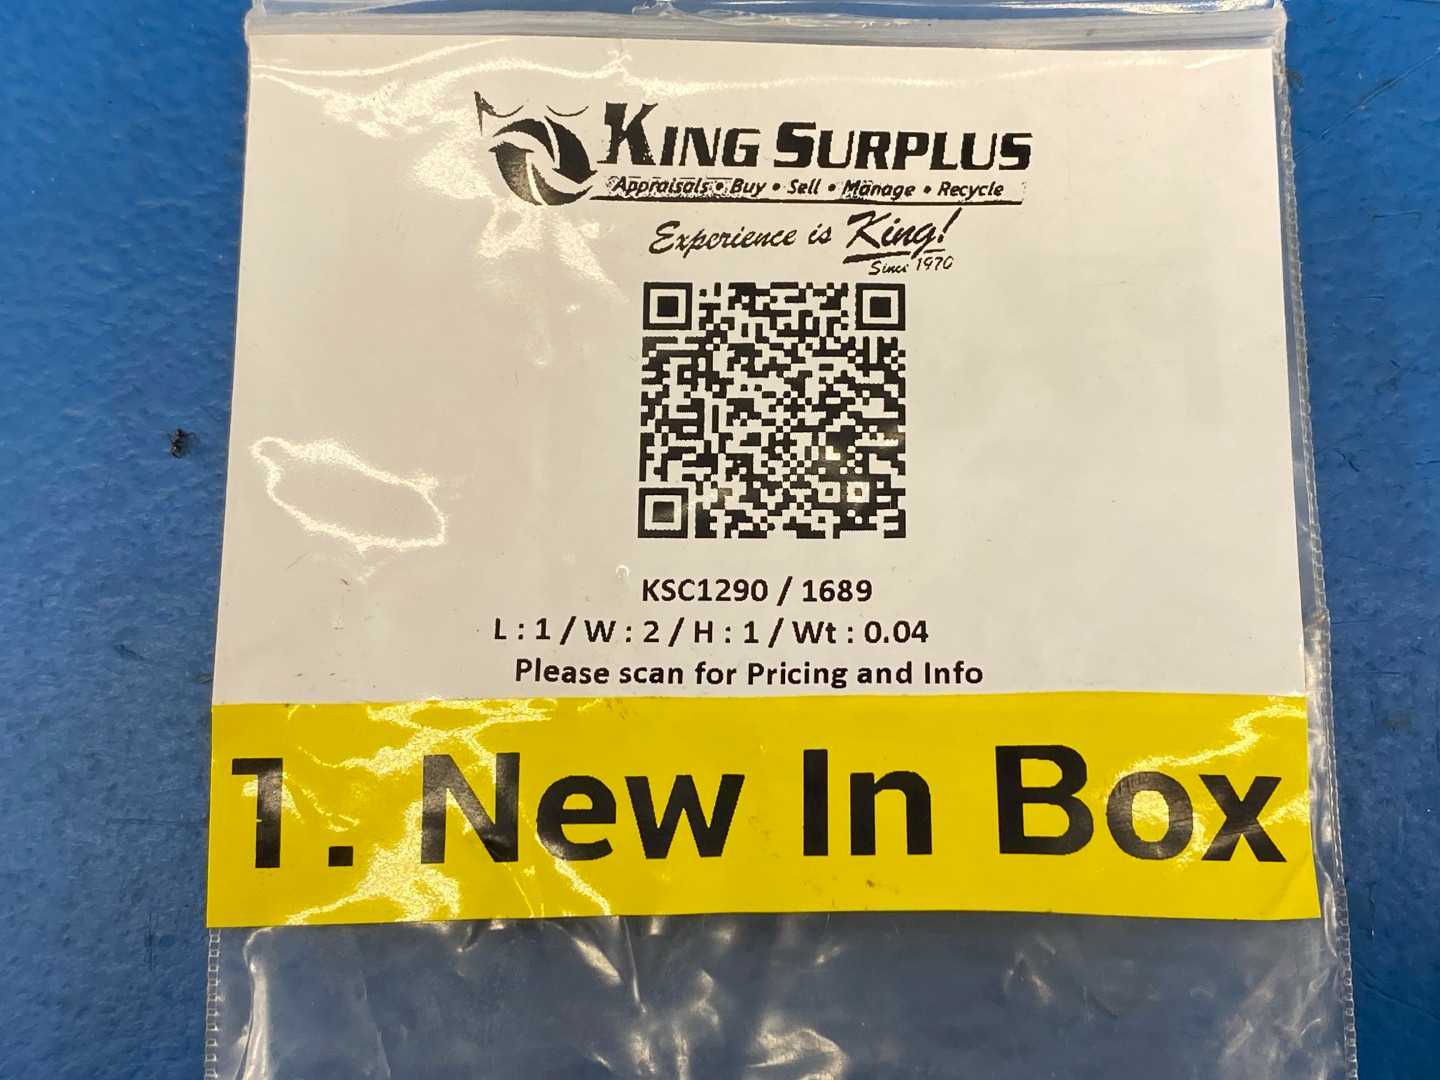 KING SURPLUS
Appraisals • Buy • Sell • Manage • Recycle
Experience is King!
Since 1970
KSC1290 / 1689
L : 1 / W : 2 / H : 1 / Wt : 0.04
Please scan for Pricing and Info
1. New In Box